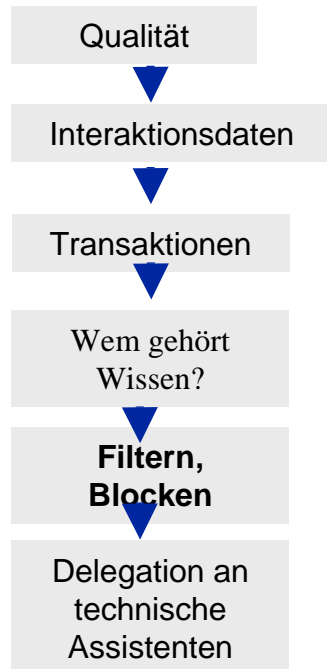 Qualität
Interaktionsdaten
Transaktionen
Wem gehört
Wissen?
Filtern,
Blocken
Delegation an
technische
Assistenten